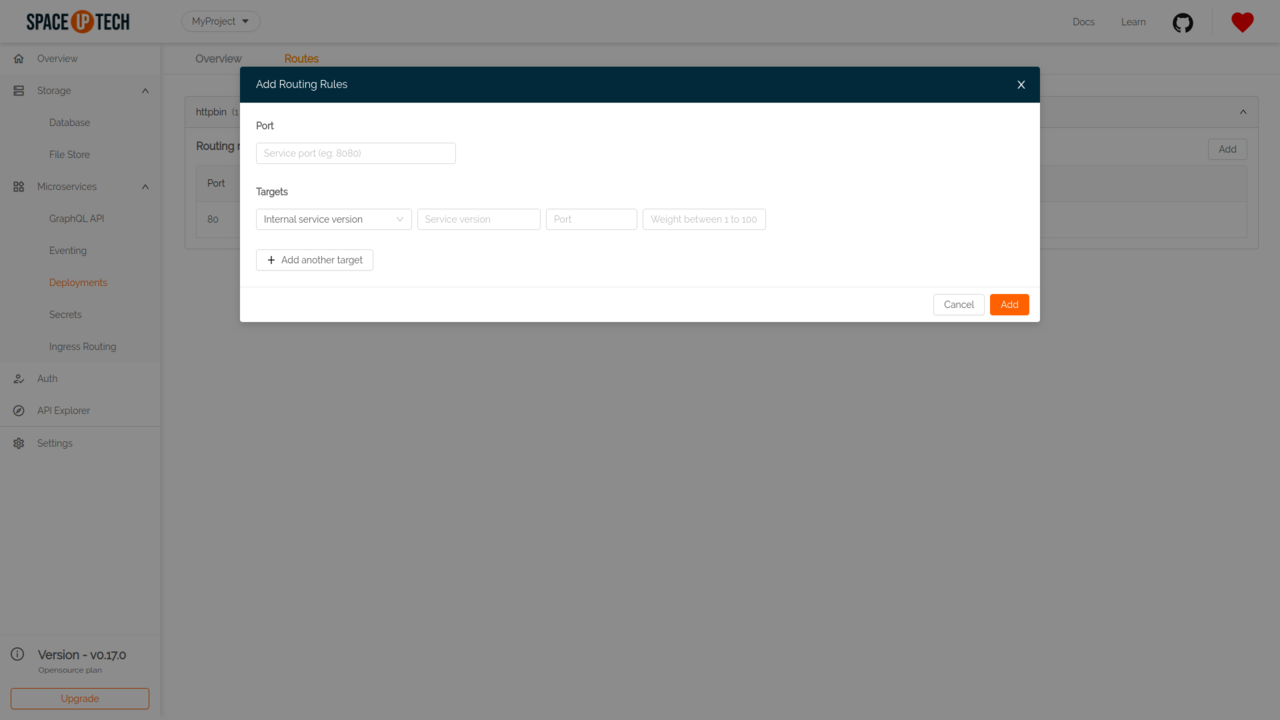 SPACE UP TECH
MyProject
Docs
Learn
Overview
Storage
Database
File Store
Microservices
GraphQL API
Eventing
Deployments
Secrets
Ingress Routing
Auth
API Explorer
Settings
Version - v0.17.0
Opensource plan
Upgrade
Overview
Routes
httpbin (1
Routing r
Add
Port
80
Add Routing Rules
X
Port
Service port (eg: 8080)
Targets
Internal service version
Service version
Port
Weight between 1 to 100
+ Add another target
Cancel
Add